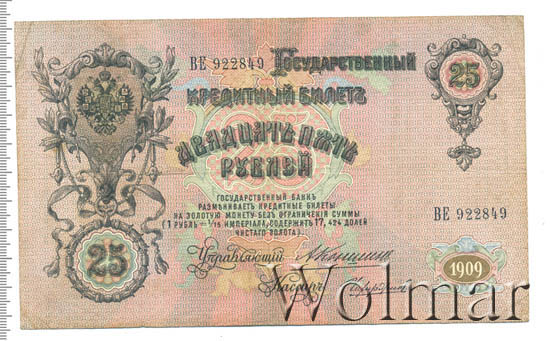 ВЕ 922849 Государственный
25
Кредитный Билетъ
Двадцать пять
рублей
Государственный банкъ
размѣниваетъ кредитные билеты
на золотую монету безъ ограниченія суммы
(1 рубль = 1/15 имперіала, содержитъ 17,424 долей
чистаго золота).
ВЕ 922849
Управляющий
Кассиръ
25
1909
Wolmar